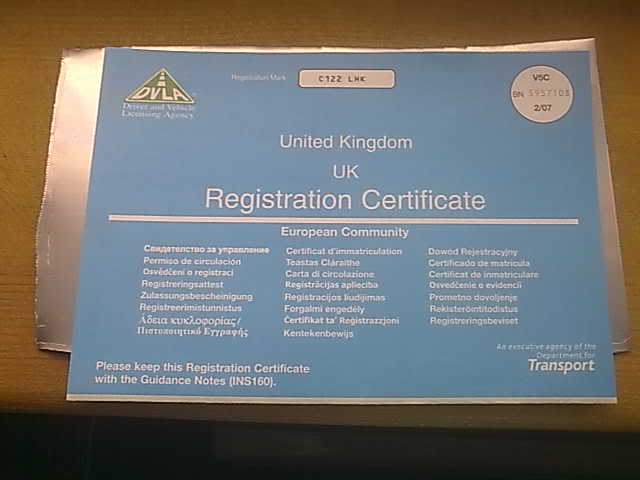 DVLA
Driver and Vehicle
Licensing Agency
Registration Mark C122 LHK
V5C
BN 5957108
2/07
United Kingdom
UK
Registration Certificate
European Community
Свидетелство за управление
Permiso de circulación
Osvědčení o registraci
Registreringsattest
Zulassungsbescheinigung
Registreerimistunnistus
Άδεια κυκλοφορίας/
Πιστοποιητικό Εγγραφής
Certificat d'immatriculation
Teastas Cláraithe
Carta di circolazione
Reģistrācijas apliecība
Registracijos liudijimas
Forgalmi engedély
Ċertifikat ta' Reġistrazzjoni
Kentekenbewijs
Dowód Rejestracyjny
Certificado de matrícula
Certificat de inmatriculare
Osvedčenie o evidencii
Prometno dovoljenje
Rekisteröintitodistus
Registreringsbeviset
An executive agency of the
Department for
Transport
Please keep this Registration Certificate
with the Guidance Notes (INS160).